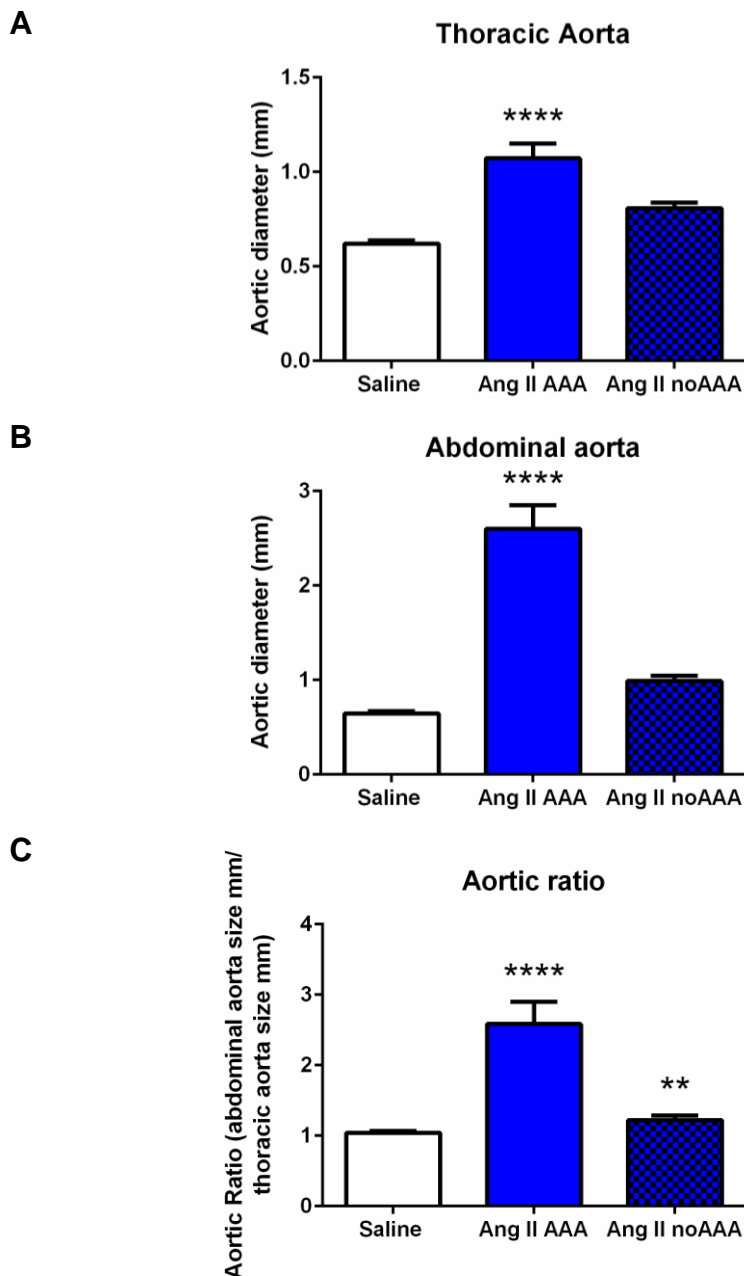 A
Thoracic Aorta
Aortic diameter (mm)
1.5
1.0
0.5
0.0
****
Saline
Ang II AAA
Ang II noAAA
B
Abdominal aorta
Aortic diameter (mm)
3
2
1
0
****
Saline
Ang II AAA
Ang II noAAA
C
Aortic ratio
Aortic Ratio (abdominal aorta size mm/
thoracic aorta size mm)
4
3
2
1
0
****
**
Saline
Ang II AAA
Ang II noAAA